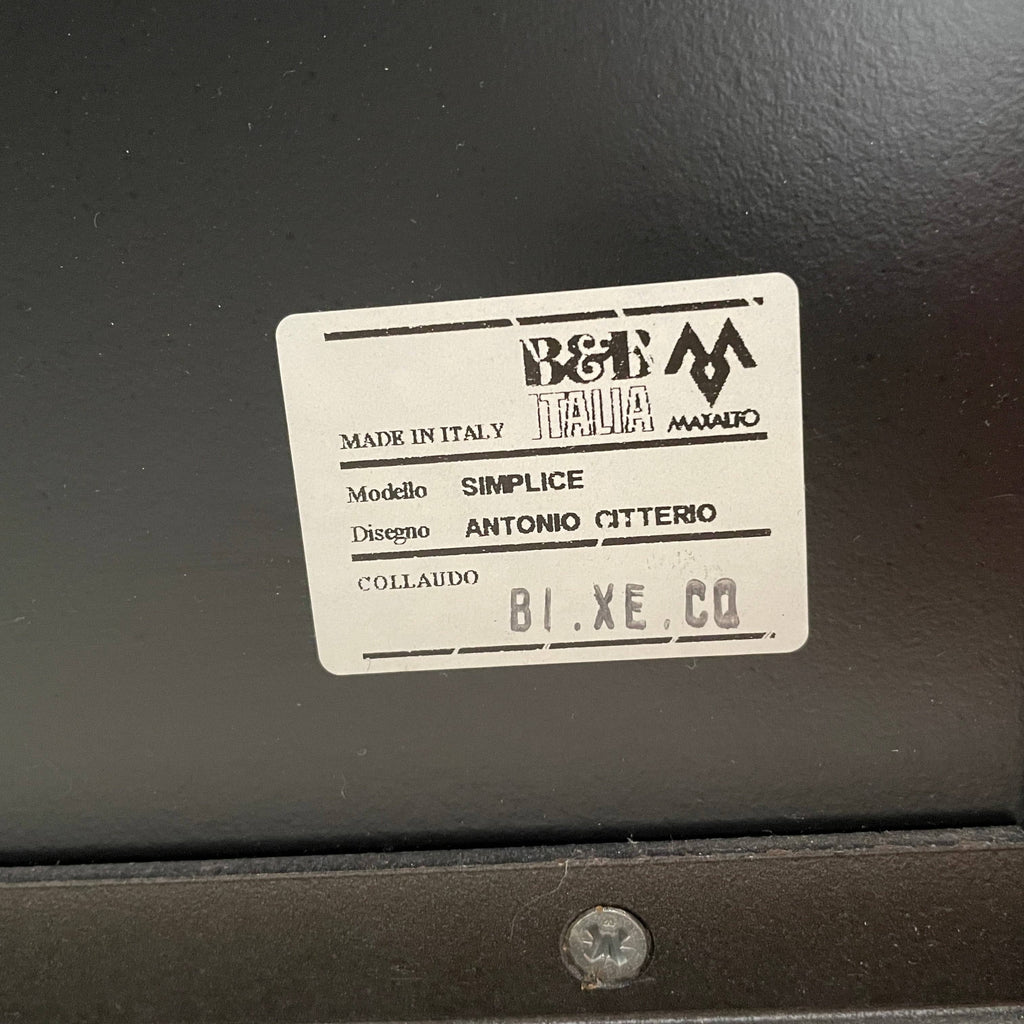 B&B
ITALIA
MADE IN ITALY
MAXALTO
Modello SIMPLICE
Disegno ANTONIO CITTERIO
COLLAUDO
BI.XE.CQ